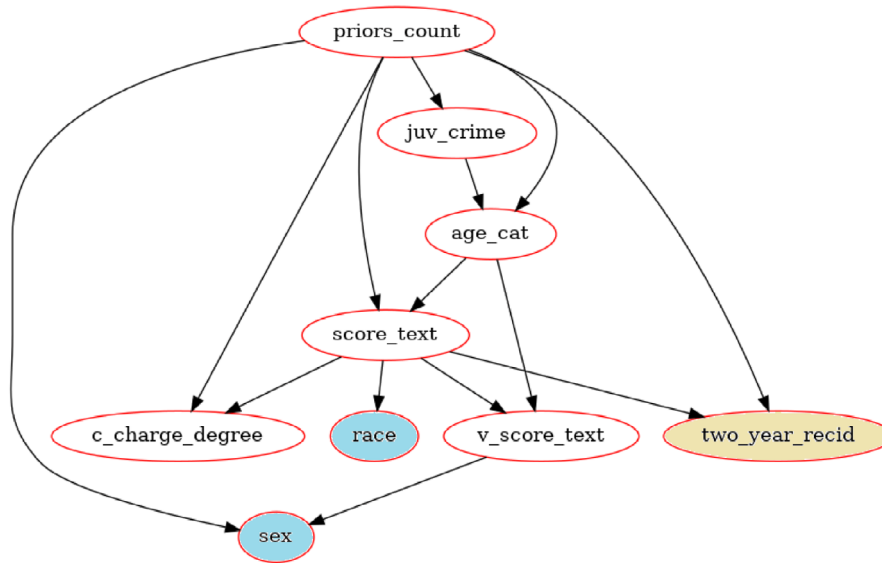 priors_count
juv_crime
age_cat
score_text
c_charge_degree
race
v_score_text
two_year_recid
sex